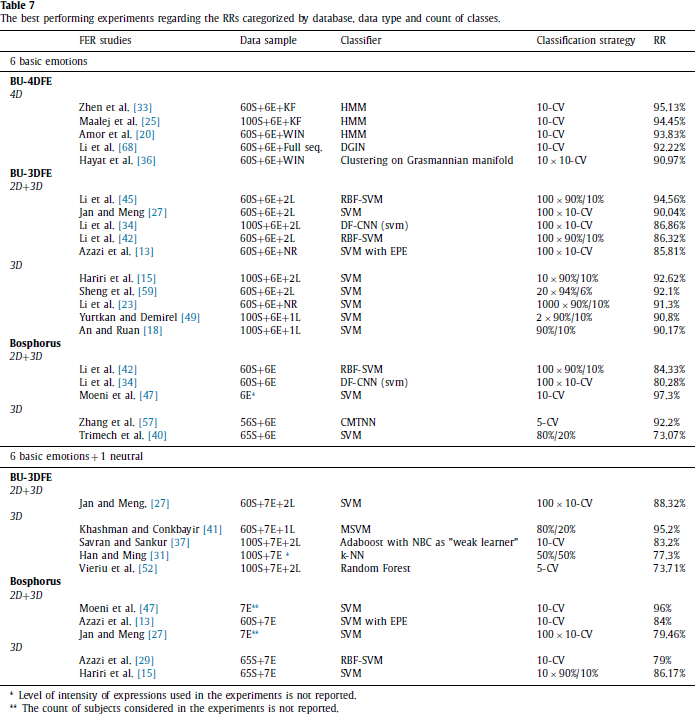 Table 7
The best performing experiments regarding the RRs categorized by database, data type and count of classes.
FER studies Data sample Classifier Classification strategy RR
6 basic emotions
BU-4DFE
4D
Zhen et al. [33] 60S+6E+KF HMM 10-CV 95.13%
Maalej et al. [25] 100S+6E+KF HMM 10-CV 94.45%
Amor et al. [20] 60S+6E+WIN HMM 10-CV 93.83%
Li et al. [68] 60S+6E+Full seq. DGIN 10-CV 92.22%
Hayat et al. [36] 60S+6E+WIN Clustering on Grasmannian manifold 10 × 10-CV 90,97%
BU-3DFE
2D+3D
Li et al. [45] 60S+6E+2L RBF-SVM 100 × 90%/10% 94.56%
Jan and Meng [27] 60S+6E+2L SVM 100 × 10-CV 90.04%
Li et al. [34] 100S+6E+2L DF-CNN (svm) 100 × 10-CV 86,86%
Li et al. [42] 60S+6E+2L RBF-SVM 100 × 90%/10% 86,32%
Azazi et al. [13] 60S+6E+NR SVM with EPE 10-CV 85,81%
3D
Hariri et al. [15] 100S+6E+2L SVM 10 × 90%/10% 92.62%
Sheng et al. [59] 60S+6E+2L SVM 20 × 94%/6% 92.1%
Li et al. [23] 60S+6E+NR SVM 1000 × 90%/10% 91.3%
Yurtkan and Demirel [49] 100S+6E+1L SVM 2 × 90%/10% 90.8%
An and Ruan [18] 100S+6E+1L SVM 90%/10% 90.17%
Bosphorus
2D+3D
Li et al. [42] 60S+6E RBF-SVM 100 × 90%/10% 84,33%
Li et al. [34] 60S+6E DF-CNN (svm) 100 × 10-CV 80,28%
Moeni et al. [47] 6E* SVM 10-CV 97.3%
3D
Zhang et al. [57] 56S+6E CMTNN 5-CV 92.2%
Trimech et al. [40] 65S+6E SVM 80%/20% 73.07%
6 basic emotions + 1 neutral
BU-3DFE
2D+3D
Jan and Meng, [27] 60S+7E+2L SVM 100 × 10-CV 88,32%
3D
Khashman and Conkbayir [41] 60S+7E+1L MSVM 80%/20% 95.2%
Savran and Sankur [37] 100S+7E+2L Adaboost with NBC as "weak learner" 10-CV 83.2%
Han and Ming [31] 100S+7E * k-NN 50%/50% 77.3%
Vieriu et al. [52] 100S+7E+2L Random Forest 5-CV 73,71%
Bosphorus
2D+3D
Moeni et al. [47] 7E** SVM 10-CV 96%
Azazi et al. [13] 60S+7E SVM with EPE 10-CV 84%
Jan and Meng [27] 7E** SVM 100 × 10-CV 79.46%
3D
Azazi et al. [29] 65S+7E RBF-SVM 10-CV 79%
Hariri et al. [15] 65S+7E SVM 10 × 90%/10% 86,17%
* Level of intensity of expressions used in the experiments is not reported.
** The count of subjects considered in the experiments is not reported.